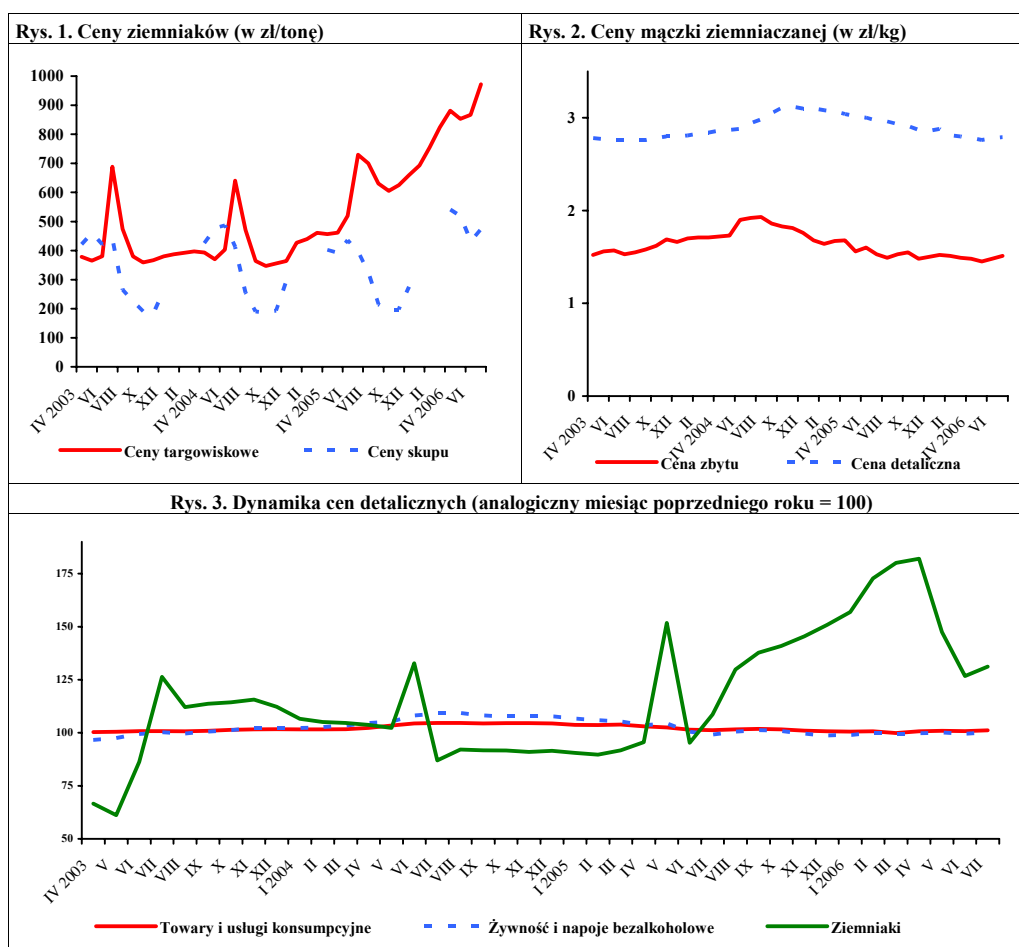 Rys. 1. Ceny ziemniaków (w zł/tonę)
1000
900
800
700
600
500
400
300
200
100
0
IV 2003
VI
VIII
X
XII
II
IV 2004
VI
VIII
X
XII
II
IV 2005
VI
VIII
X
XII
II
IV 2006
VI
Ceny targowiskowe
Ceny skupu
Rys. 2. Ceny mączki ziemniaczanej (w zł/kg)
3
2
1
0
IV 2003
VI
VIII
X
XII
II
IV 2004
VI
VIII
X
XII
II
IV 2005
VI
VIII
X
XII
II
IV 2006
VI
Cena zbytu
Cena detaliczna
Rys. 3. Dynamika cen detalicznych (analogiczny miesiąc poprzedniego roku = 100)
175
150
125
100
75
50
IV 2003
V
VI
VII
VIII
IX
X
XI
XII
I 2004
II
III
IV
V
VI
VII
VIII
IX
X
XI
XII
I 2005
II
III
IV
V
VI
VII
VIII
IX
X
XI
XII
I 2006
II
III
IV
V
VI
VII
Towary i usługi konsumpcyjne
Żywność i napoje bezalkoholowe
Ziemniaki